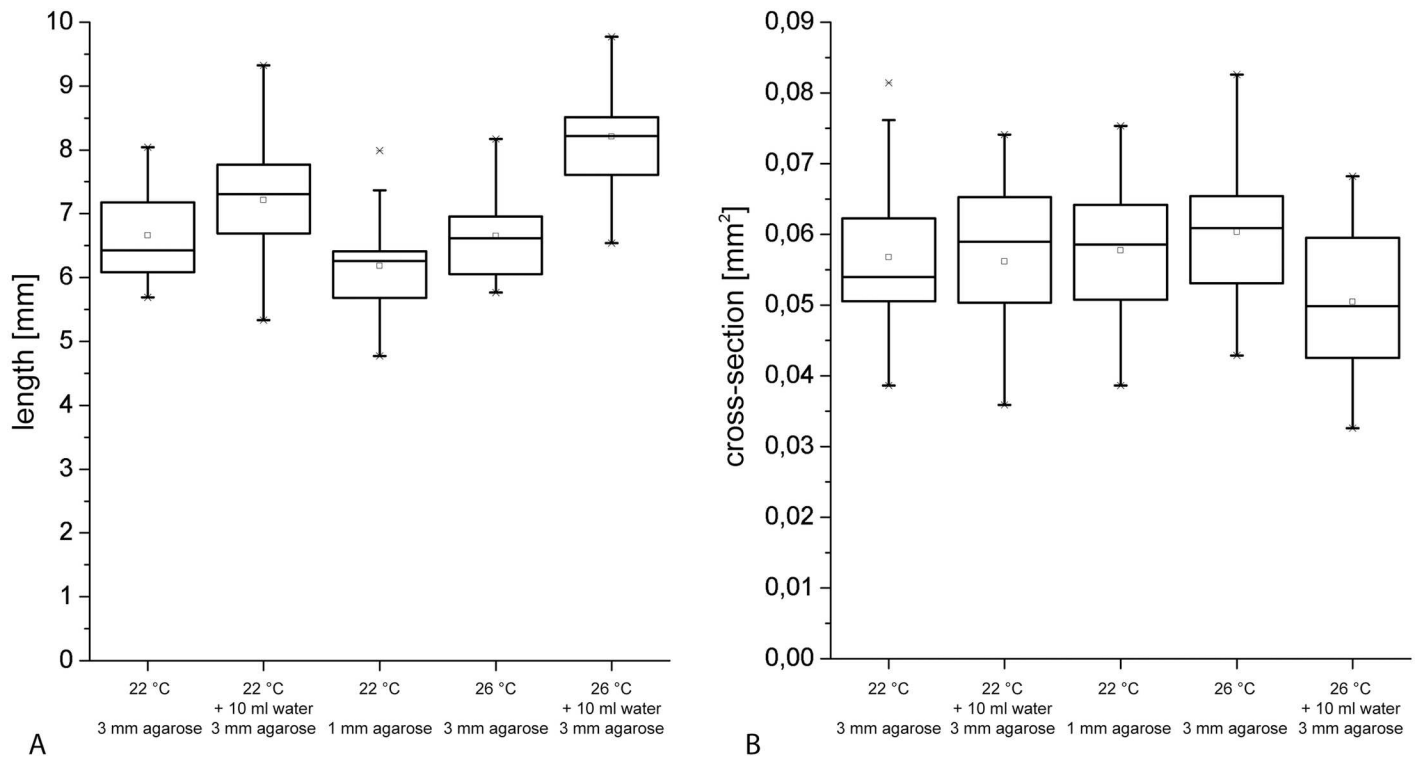 10
9
8
7
6
5
4
3
2
1
0
length [mm]
22 °C
3 mm agarose
22 °C
+ 10 ml water
3 mm agarose
22 °C
1 mm agarose
26 °C
3 mm agarose
26 °C
+ 10 ml water
3 mm agarose
A
0,09
0,08
0,07
0,06
0,05
0,04
0,03
0,02
0,01
0,00
cross-section [mm²]
22 °C
3 mm agarose
22 °C
+ 10 ml water
3 mm agarose
22 °C
1 mm agarose
26 °C
3 mm agarose
26 °C
+ 10 ml water
3 mm agarose
B